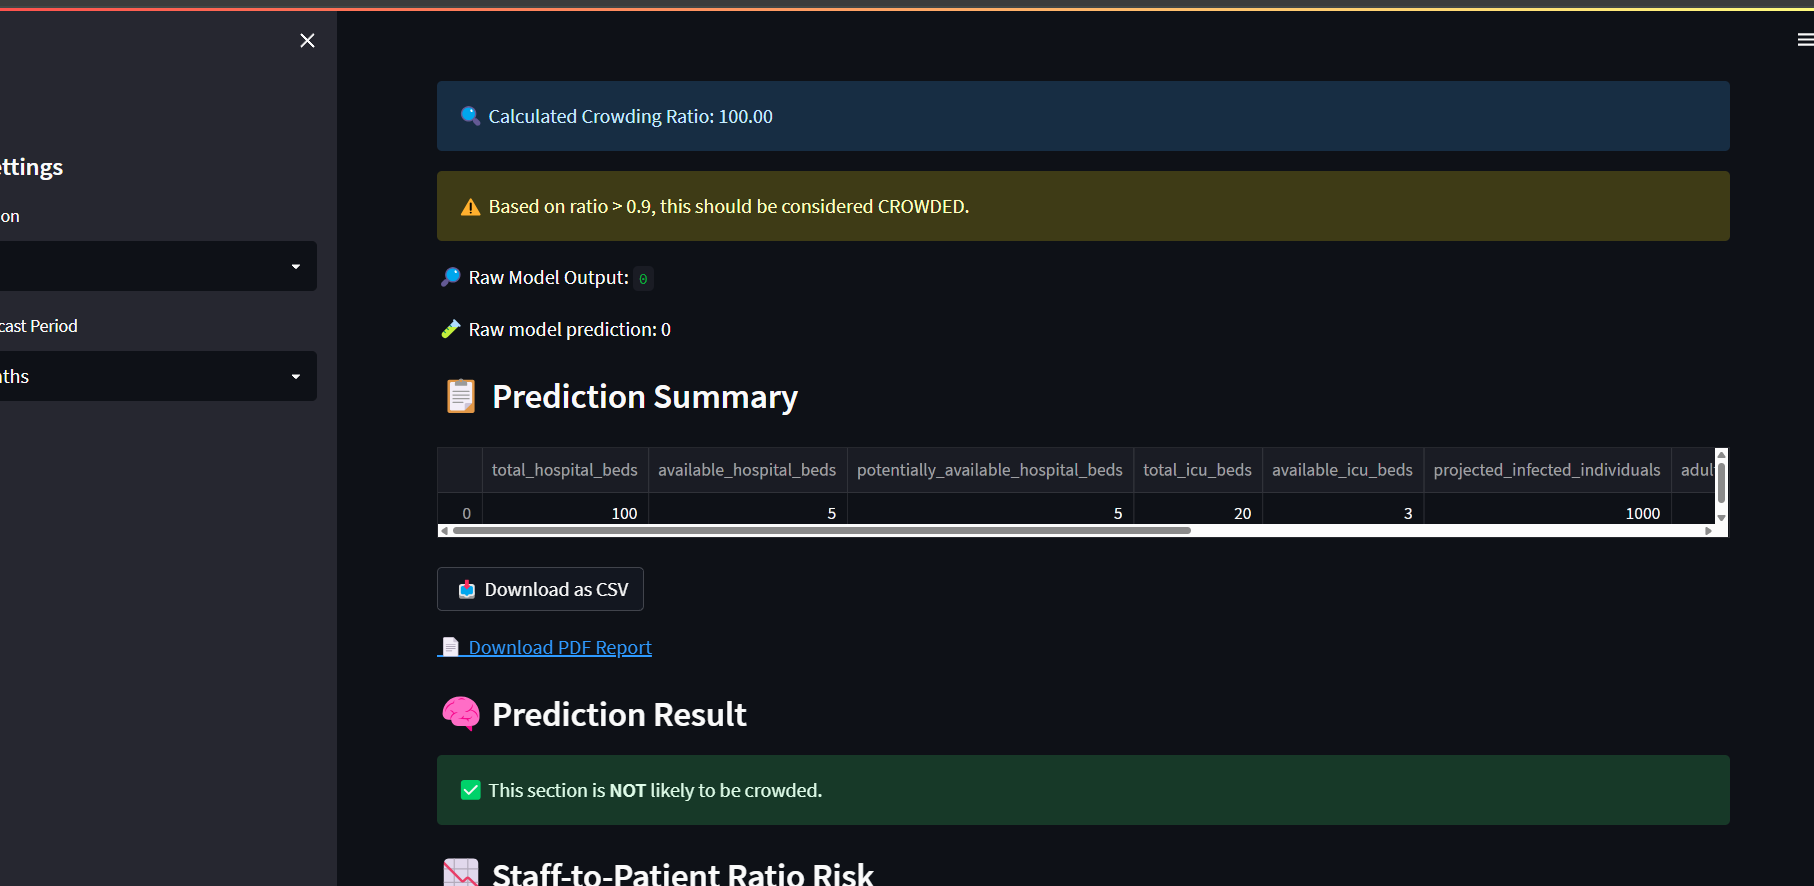 ettings
on
cast Period
ths
🔍 Calculated Crowding Ratio: 100.00
⚠️ Based on ratio > 0.9, this should be considered CROWDED.
🔎 Raw Model Output: 0
🧪 Raw model prediction: 0
📋 Prediction Summary
total_hospital_beds available_hospital_beds potentially_available_hospital_beds total_icu_beds available_icu_beds projected_infected_individuals adul
0 100 5 5 20 3 1000
📥 Download as CSV
📄 Download PDF Report
🧠 Prediction Result
✅ This section is NOT likely to be crowded.
📉 Staff-to-Patient Ratio Risk